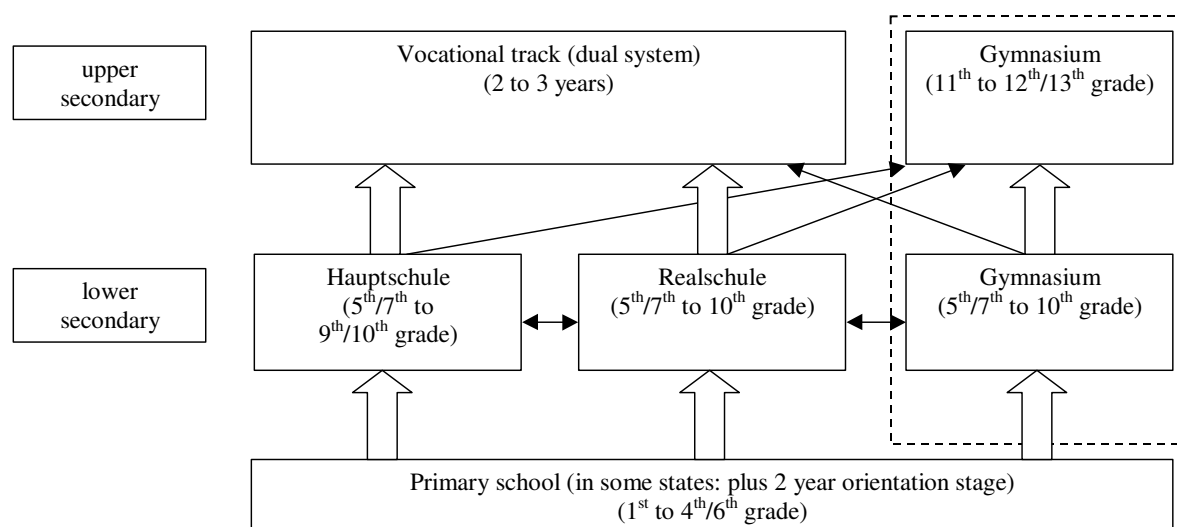 upper
secondary
Vocational track (dual system)
(2 to 3 years)
Gymnasium
(11th to 12th/13th grade)
lower
secondary
Hauptschule
(5th/7th to
9th/10th grade)
Realschule
(5th/7th to 10th grade)
Gymnasium
(5th/7th to 10th grade)
Primary school (in some states: plus 2 year orientation stage)
(1st to 4th/6th grade)